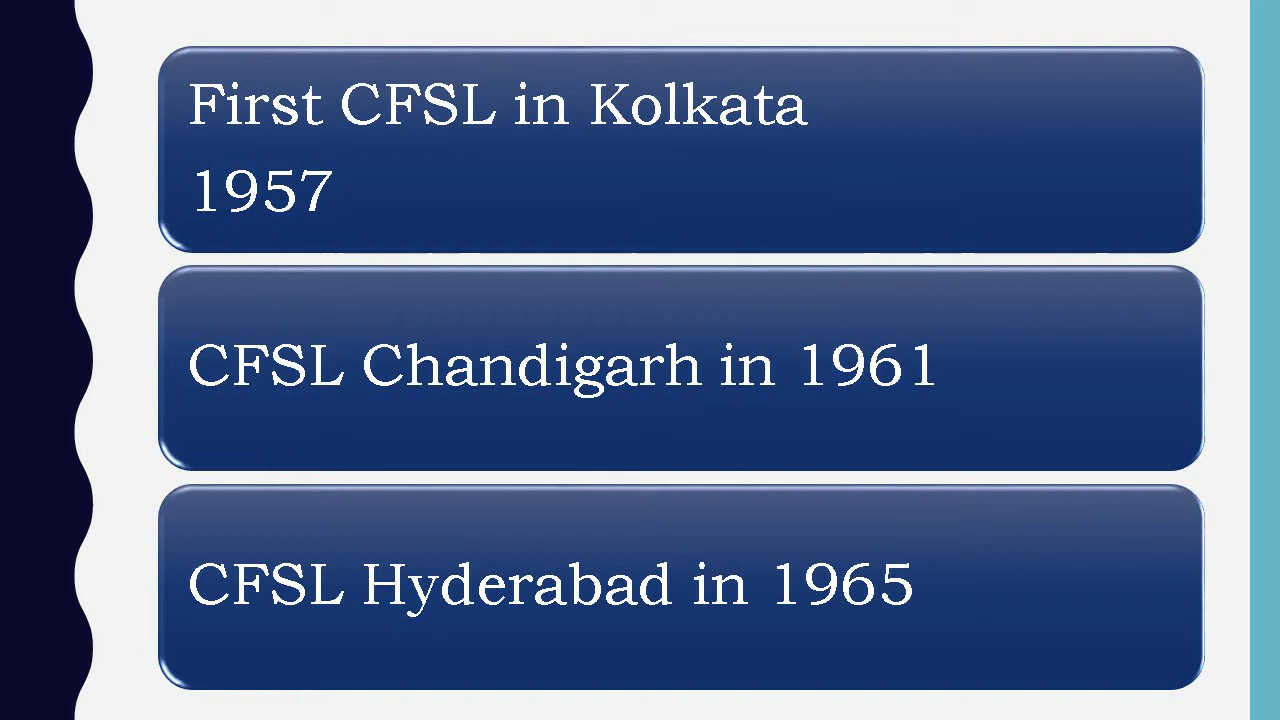 First CFSL in Kolkata
1957
CFSL Chandigarh in 1961
CFSL Hyderabad in 1965